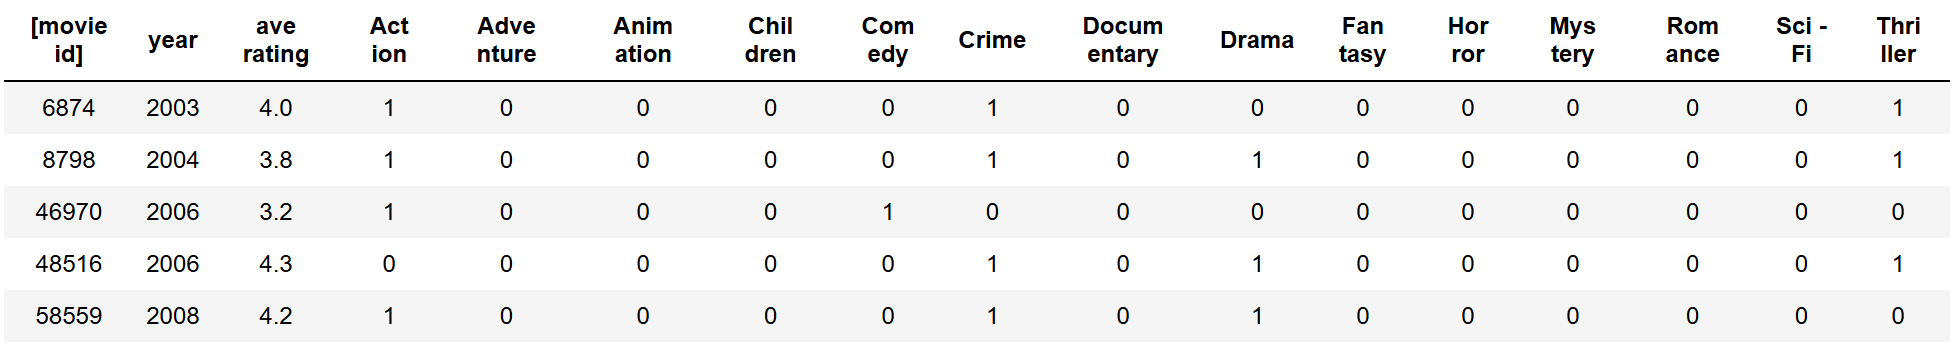 [movie id] year ave rating Act ion Adve nture Anim ation Chil dren Com edy Crime Docum entary Drama Fan tasy Hor ror Mys tery Rom ance Sci - Fi Thri ller
6874 2003 4.0 1 0 0 0 0 1 0 0 0 0 0 0 0 1
8798 2004 3.8 1 0 0 0 0 1 0 1 0 0 0 0 0 1
46970 2006 3.2 1 0 0 0 1 0 0 0 0 0 0 0 0 0
48516 2006 4.3 0 0 0 0 0 1 0 1 0 0 0 0 0 1
58559 2008 4.2 1 0 0 0 0 1 0 1 0 0 0 0 0 0